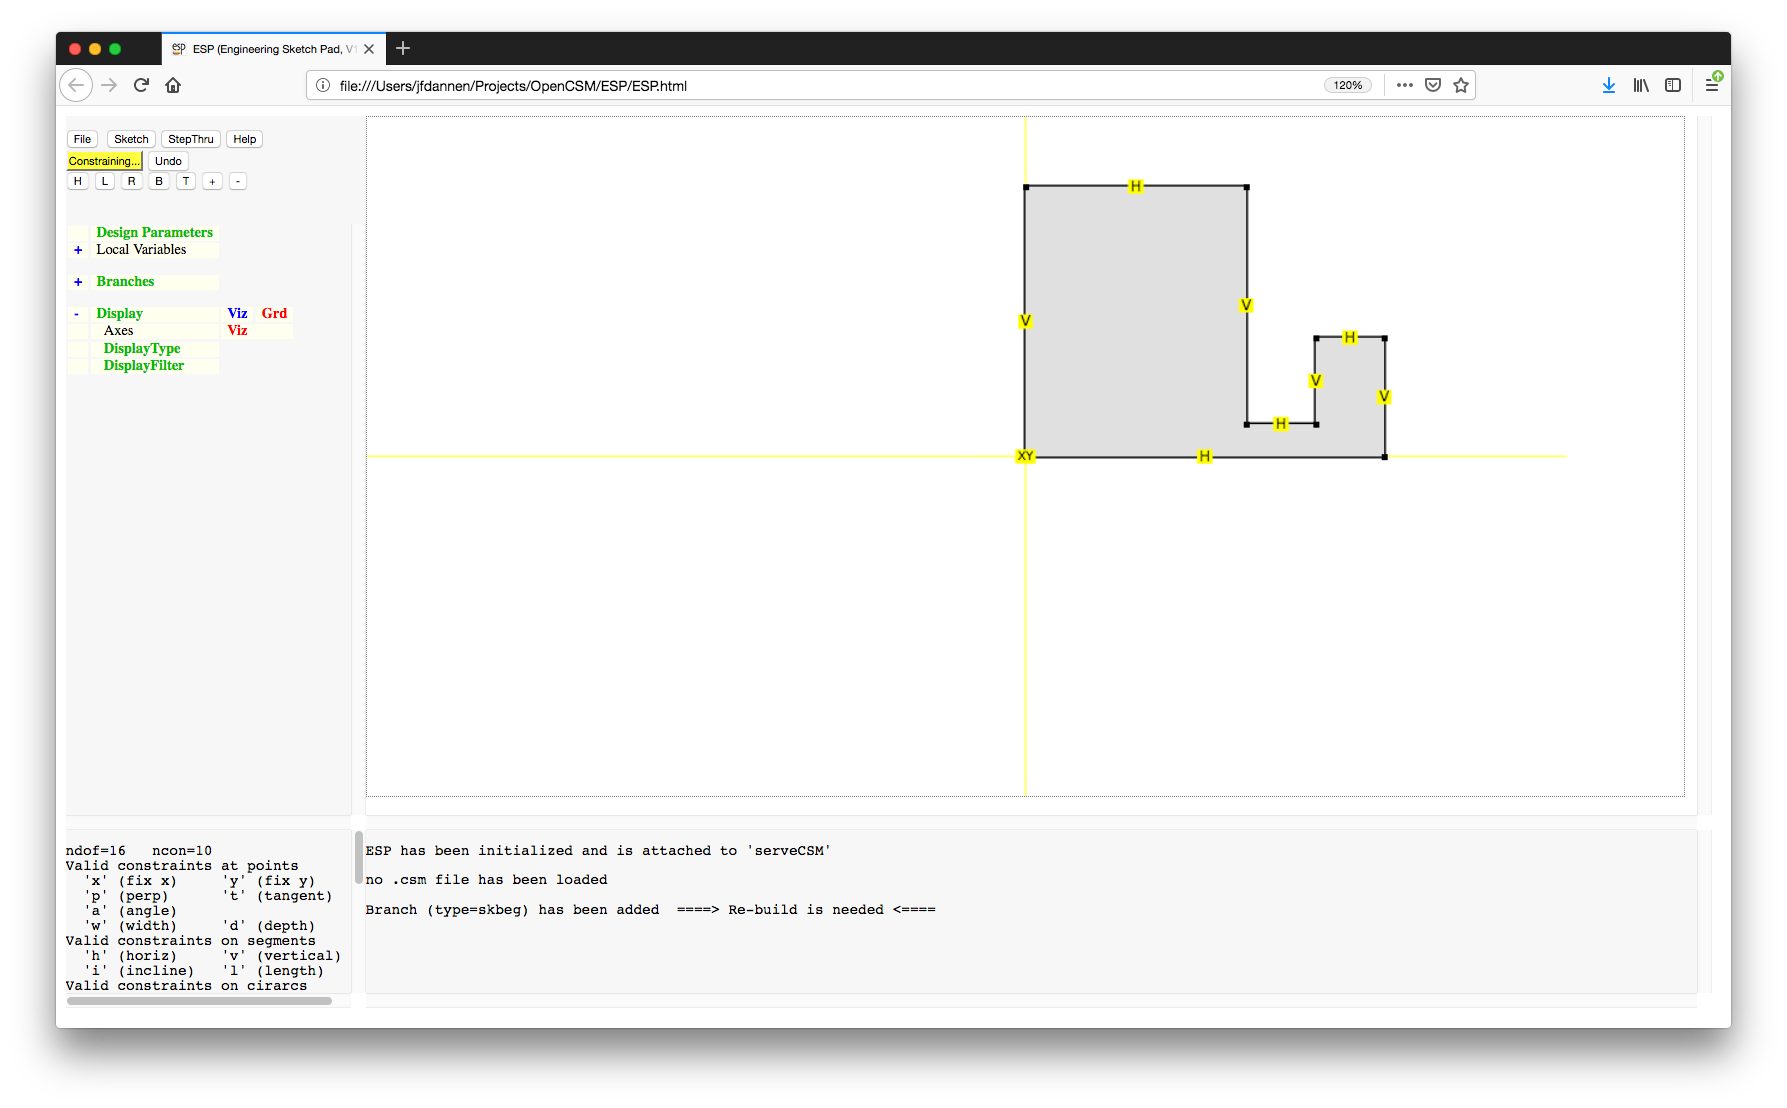 esp ESP (Engineering Sketch Pad, V1
file:///Users/jfdannen/Projects/OpenCSM/ESP/ESP.html 120%
File Sketch StepThru Help
Constraining... Undo
H L R B T + -
Design Parameters
+ Local Variables
+ Branches
- Display Viz Grd
Axes Viz
DisplayType
DisplayFilter
H
V
V
H
V
V
H
XY
H
ndof=16 ncon=10
Valid constraints at points
'x' (fix x) 'y' (fix y)
'p' (perp) 't' (tangent)
'a' (angle)
'w' (width) 'd' (depth)
Valid constraints on segments
'h' (horiz) 'v' (vertical)
'i' (incline) 'l' (length)
Valid constraints on cirarcs
ESP has been initialized and is attached to 'serveCSM'
no .csm file has been loaded
Branch (type=skbeg) has been added ====> Re-build is needed <====